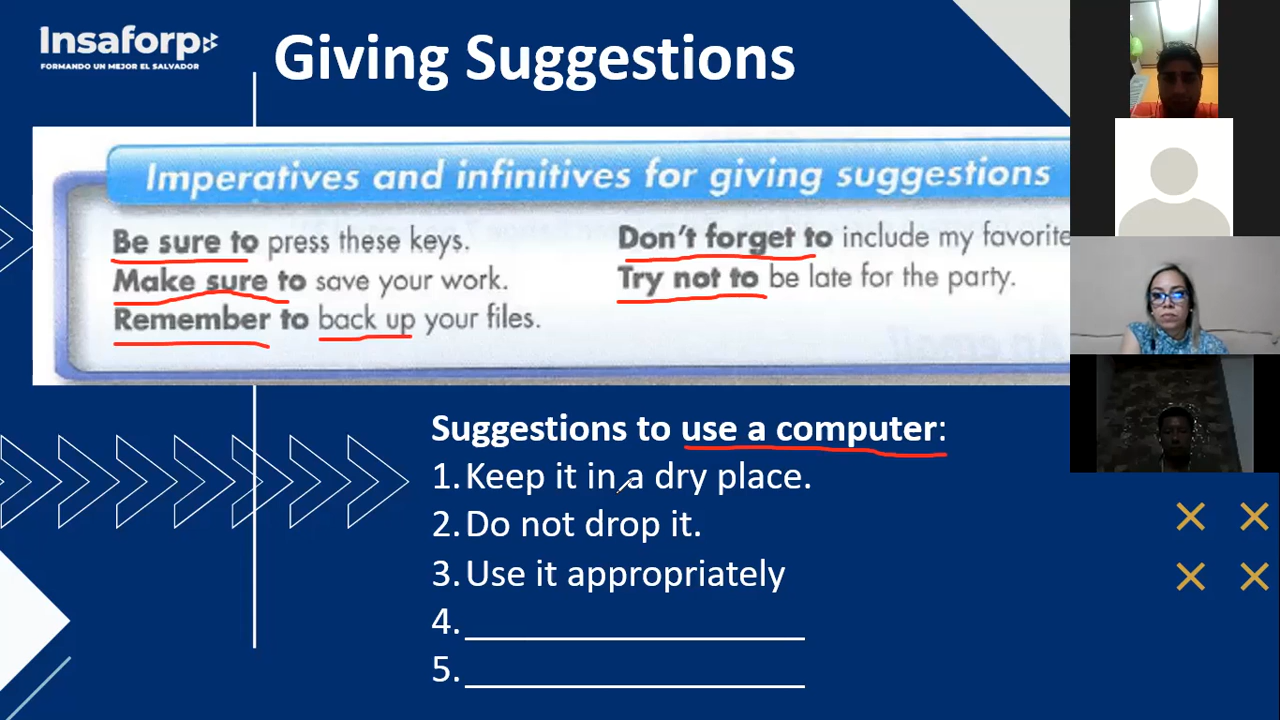 Insaforp
FORMANDO UN MEJOR EL SALVADOR
Giving Suggestions
Imperatives and infinitives for giving suggestions
Be sure to press these keys.
Make sure to save your work.
Remember to back up your files.
Don't forget to include my favorite
Try not to be late for the party.
Suggestions to use a computer:
1. Keep it in a dry place.
2. Do not drop it.
3. Use it appropriately
4. ________________
5. ________________